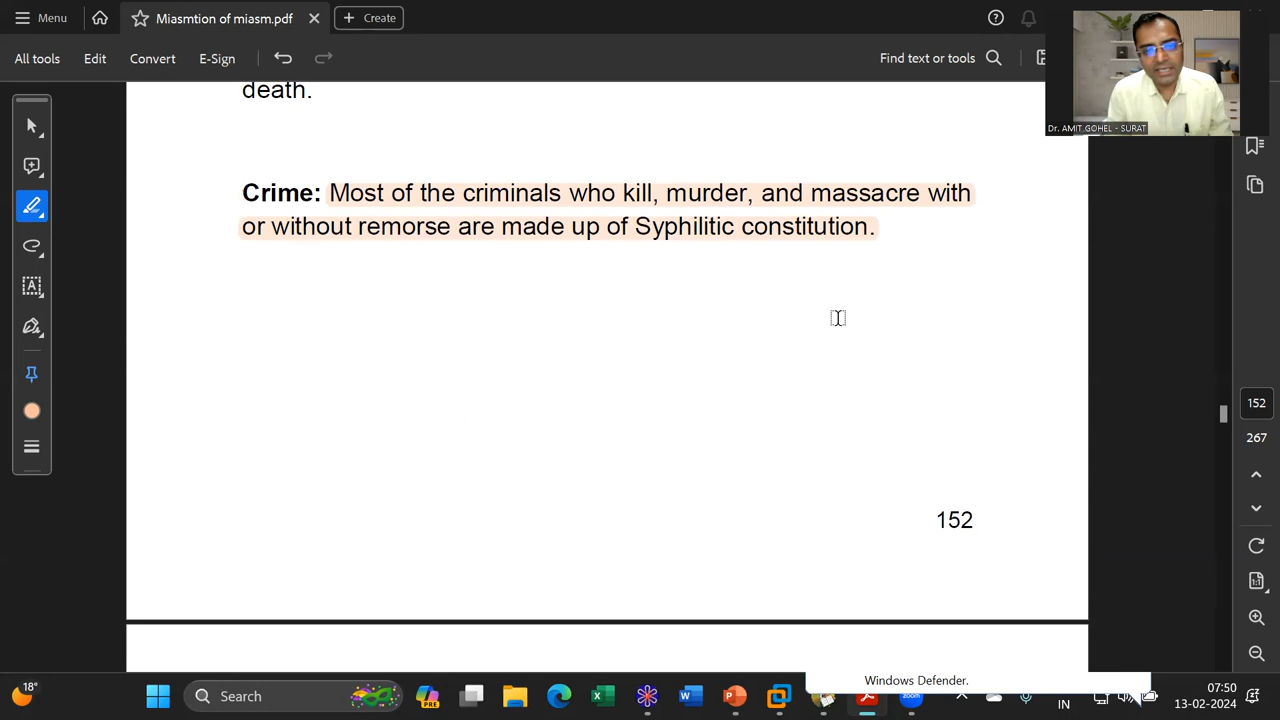 Menu
Miasmtion of miasm.pdf
Create
All tools
Edit
Convert
E-Sign
Find text or tools
Dr. AMIT GOHEL - SURAT
death.
Crime: Most of the criminals who kill, murder, and massacre with
or without remorse are made up of Syphilitic constitution.
152
267
152
Windows Defender.
18°
Search
PRE
IN
07:50
13-02-2024